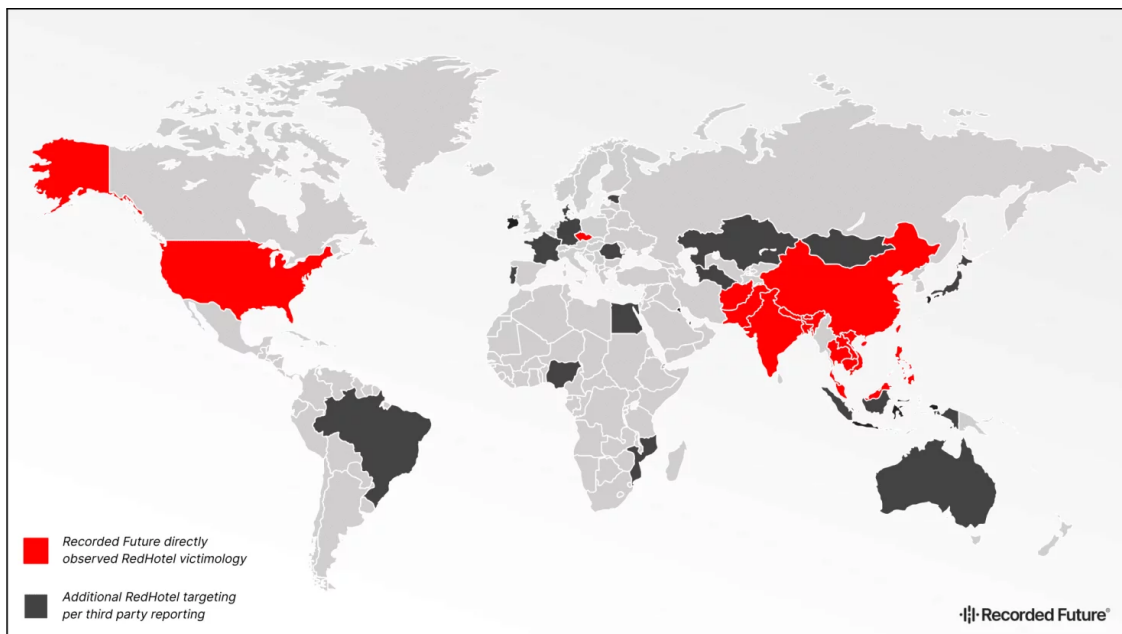 Recorded Future directly
observed RedHotel victimology
Additional RedHotel targeting
per third party reporting
Recorded Future®